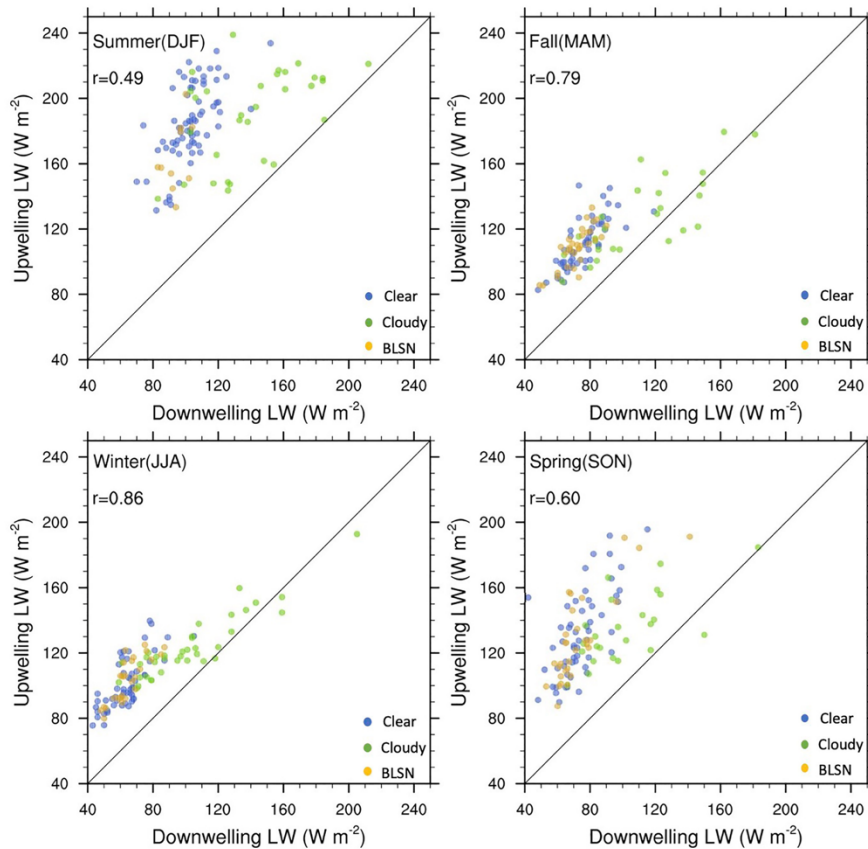 Summer(DJF)
r=0.49
240
200
160
120
80
40
Upwelling LW (W m⁻²)
40 80 120 160 200 240
Downwelling LW (W m⁻²)
Clear
Cloudy
BLSN
Fall(MAM)
r=0.79
240
200
160
120
80
40
Upwelling LW (W m⁻²)
40 80 120 160 200 240
Downwelling LW (W m⁻²)
Clear
Cloudy
BLSN
Winter(JJA)
r=0.86
240
200
160
120
80
40
Upwelling LW (W m⁻²)
40 80 120 160 200 240
Downwelling LW (W m⁻²)
Clear
Cloudy
BLSN
Spring(SON)
r=0.60
240
200
160
120
80
40
Upwelling LW (W m⁻²)
40 80 120 160 200 240
Downwelling LW (W m⁻²)
Clear
Cloudy
BLSN